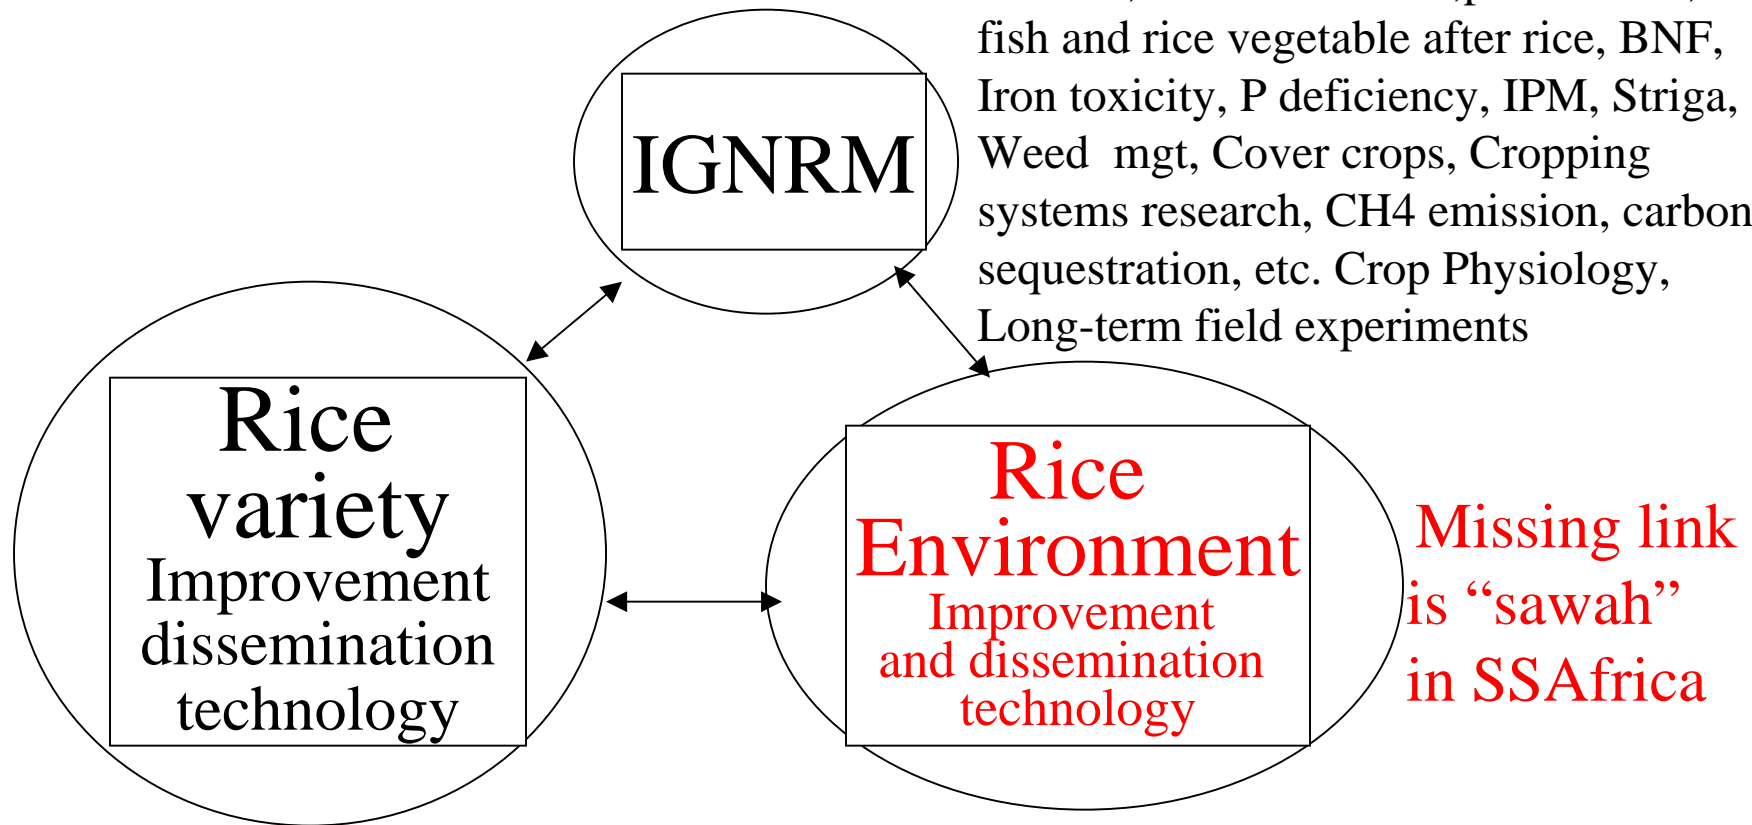 fish and rice vegetable after rice, BNF,
Iron toxicity, P deficiency, IPM, Striga,
Weed mgt, Cover crops, Cropping
systems research, CH4 emission, carbon
sequestration, etc. Crop Physiology,
Long-term field experiments
IGNRM
Rice
variety
Improvement
dissemination
technology
Rice
Environment
Improvement
and dissemination
technology
Missing link
is “sawah”
in SSAfrica